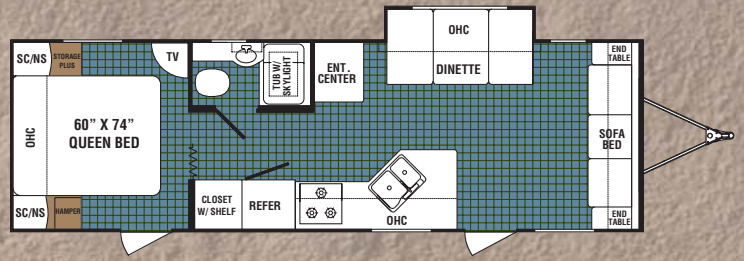 SC/NS
STORAGE
PLUS
TV
OHC
60" X 74"
QUEEN BED
SC/NS
HAMPER
TUB W/
SKYLIGHT
ENT.
CENTER
OHC
DINETTE
END
TABLE
SOFA
BED
END
TABLE
CLOSET
W/ SHELF
REFER
OHC